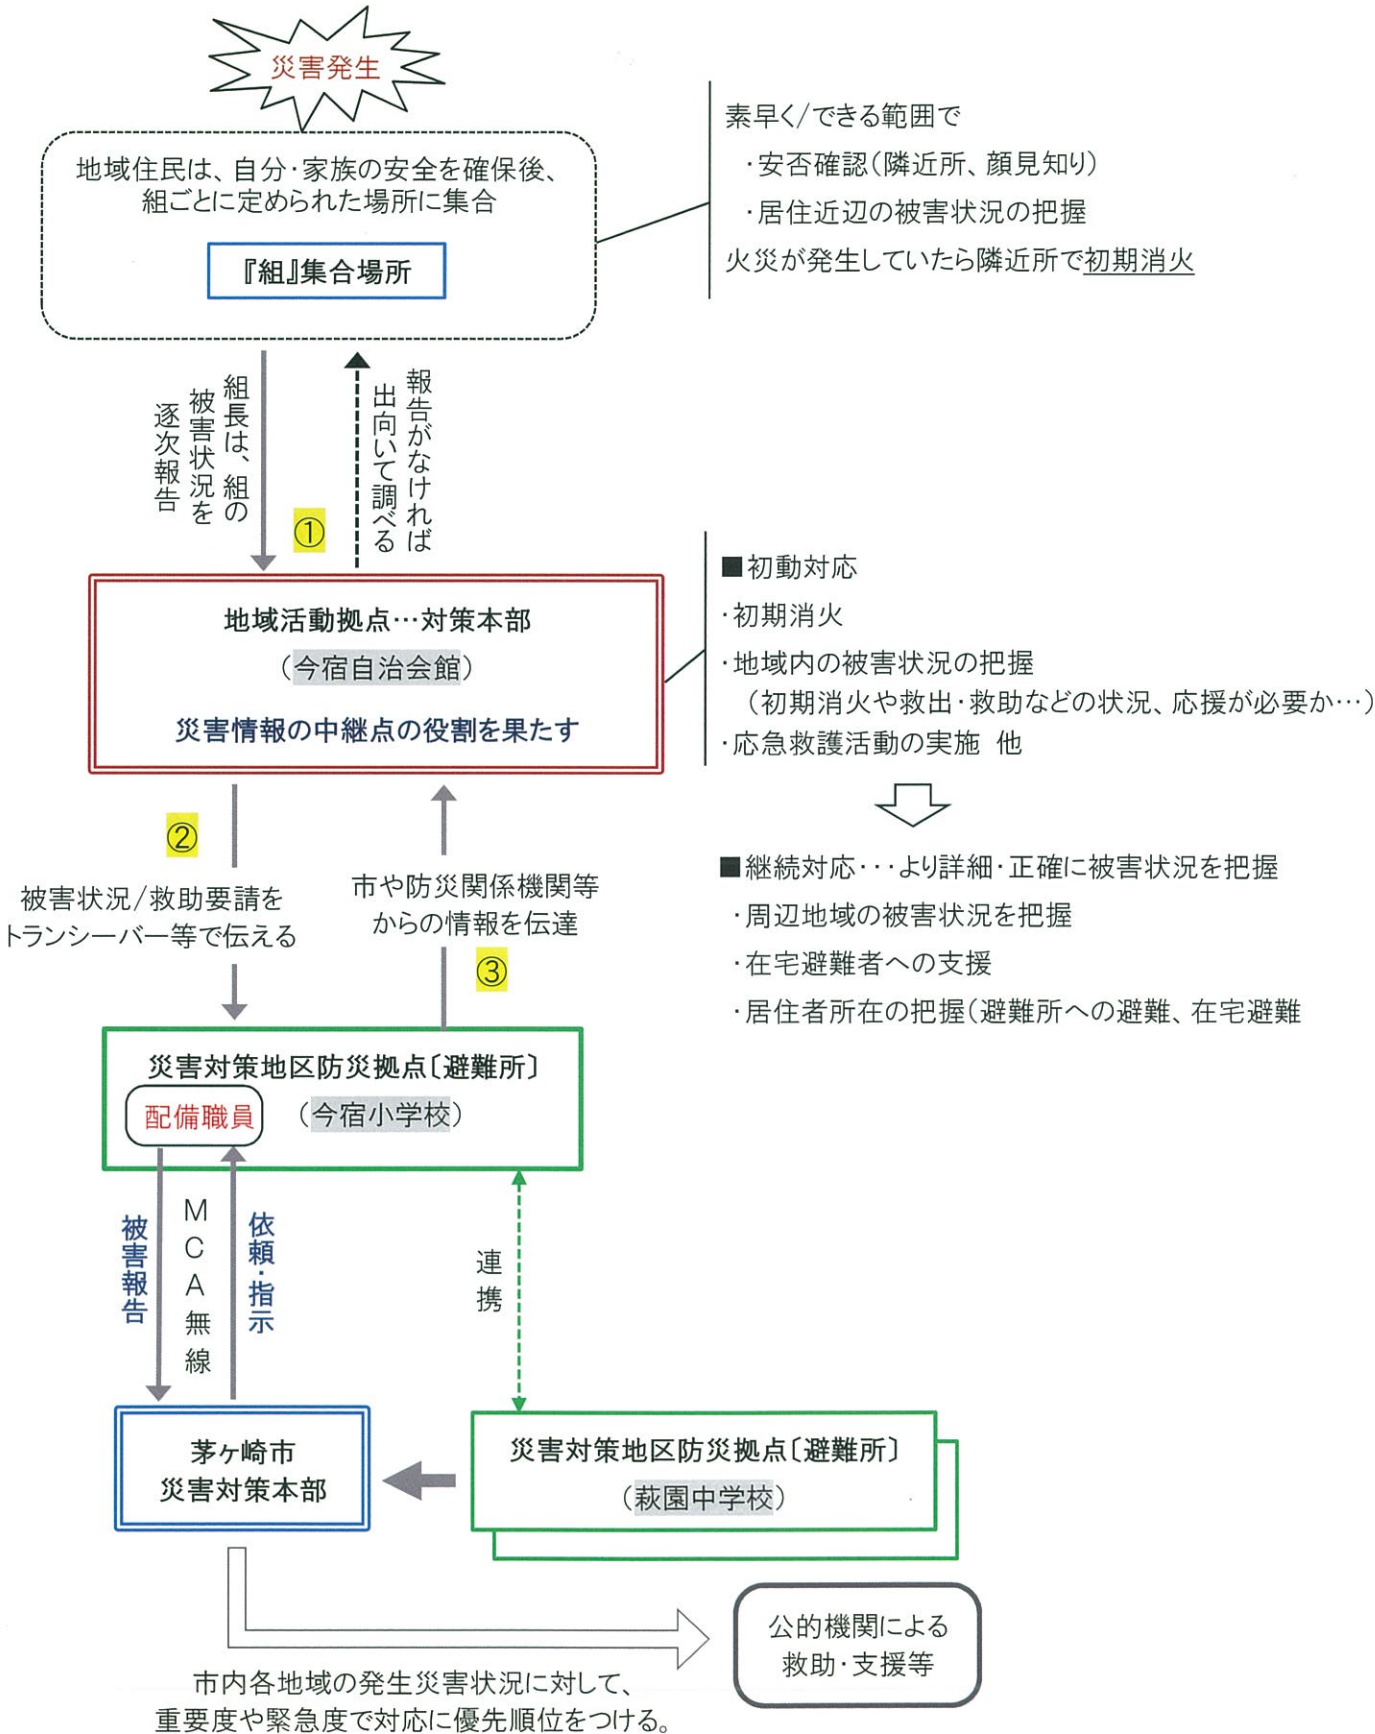 災害発生
地域住民は、自分・家族の安全を確保後、
組ごとに定められた場所に集合
『組』集合場所
素早く/できる範囲で
・安否確認(隣近所、顔見知り)
・居住近辺の被害状況の把握
火災が発生していたら隣近所で初期消火
組長は、組の
被害状況を
逐次報告
①
報告がなければ
出向いて調べる
地域活動拠点…対策本部
(今宿自治会館)
災害情報の中継点の役割を果たす
■初動対応
・初期消火
・地域内の被害状況の把握
(初期消火や救出・救助などの状況、応援が必要か…)
・応急救護活動の実施 他
■継続対応・・・より詳細・正確に被害状況を把握
・周辺地域の被害状況を把握
・在宅避難者への支援
・居住者所在の把握(避難所への避難、在宅避難
②
被害状況/救助要請を
トランシーバー等で伝える
市や防災関係機関等
からの情報を伝達
③
災害対策地区防災拠点〔避難所〕
配備職員
(今宿小学校)
被害報告
MCA無線
依頼・指示
連携
茅ヶ崎市
災害対策本部
災害対策地区防災拠点〔避難所〕
(萩園中学校)
公的機関による
救助・支援等
市内各地域の発生災害状況に対して、
重要度や緊急度で対応に優先順位をつける。